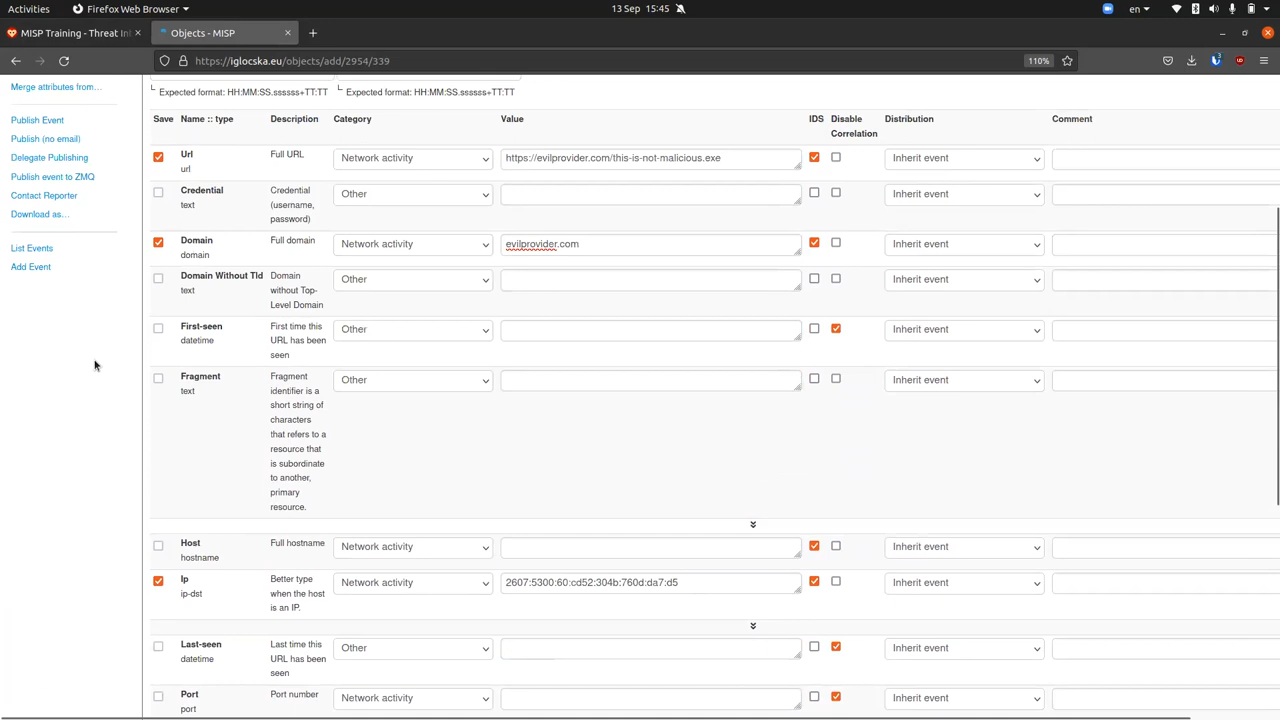 Activities
Firefox Web Browser
13 Sep 15:45
en
MISP Training - Threat In
Objects - MISP
https://iglocska.eu/objects/add/2954/339
110%
Merge attributes from…
Expected format: HH:MM:SS.ssssss+TT:TT
Expected format: HH:MM:SS.ssssss+TT:TT
Publish Event
Publish (no email)
Delegate Publishing
Publish event to ZMQ
Contact Reporter
Download as…
List Events
Add Event
Save Name :: type Description Category Value IDS Disable Correlation Distribution Comment
Url
url
Full URL
Network activity
https://evilprovider.com/this-is-not-malicious.exe
Inherit event
Credential
text
Credential
(username,
password)
Other
Inherit event
Domain
domain
Full domain
Network activity
evilprovider.com
Inherit event
Domain Without Tld
text
Domain
without Top-
Level Domain
Other
Inherit event
First-seen
datetime
First time this
URL has been
seen
Other
Inherit event
Fragment
text
Fragment
identifier is a
short string of
characters
that refers to a
resource that
is subordinate
to another,
primary
resource.
Other
Inherit event
Host
hostname
Full hostname
Network activity
Inherit event
Ip
ip-dst
Better type
when the host
is an IP.
Network activity
2607:5300:60:cd52:304b:760d:da7:d5
Inherit event
Last-seen
datetime
Last time this
URL has been
seen
Other
Inherit event
Port
port
Port number
Network activity
Inherit event